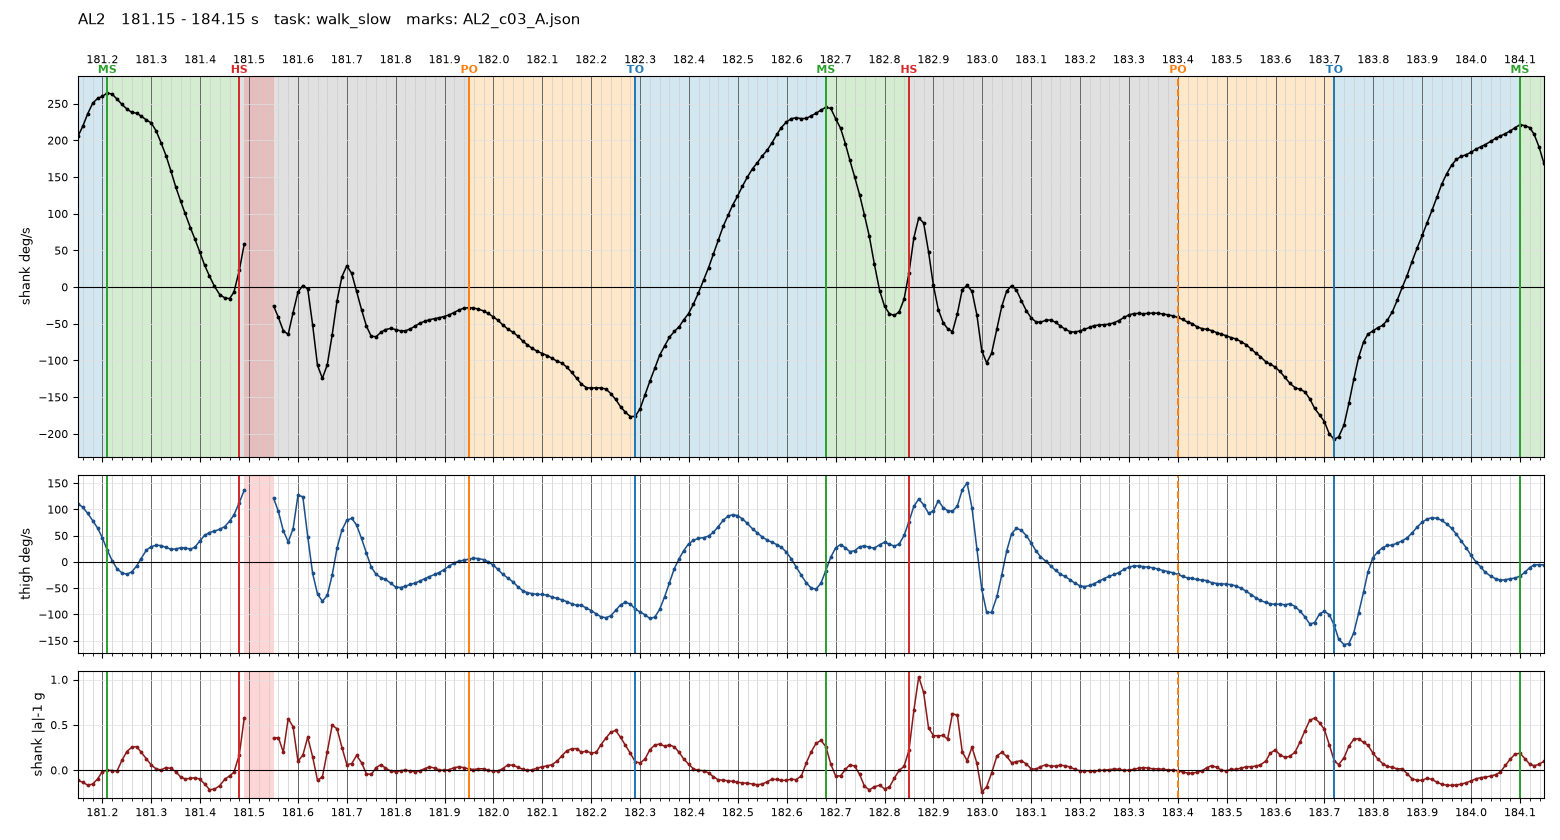 AL2 181.15 - 184.15 s task: walk_slow marks: AL2_c03_A.json
181.2 181.3 181.4 181.5 181.6 181.7 181.8 181.9 182.0 182.1 182.2 182.3 182.4 182.5 182.6 182.7 182.8 182.9 183.0 183.1 183.2 183.3 183.4 183.5 183.6 183.7 183.8 183.9 184.0 184.1
MS HS PO TO MS HS PO TO MS
shank deg/s
250
200
150
100
50
0
−50
−100
−150
−200
thigh deg/s
150
100
50
0
−50
−100
−150
shank |a|-1 g
1.0
0.5
0.0
181.2 181.3 181.4 181.5 181.6 181.7 181.8 181.9 182.0 182.1 182.2 182.3 182.4 182.5 182.6 182.7 182.8 182.9 183.0 183.1 183.2 183.3 183.4 183.5 183.6 183.7 183.8 183.9 184.0 184.1